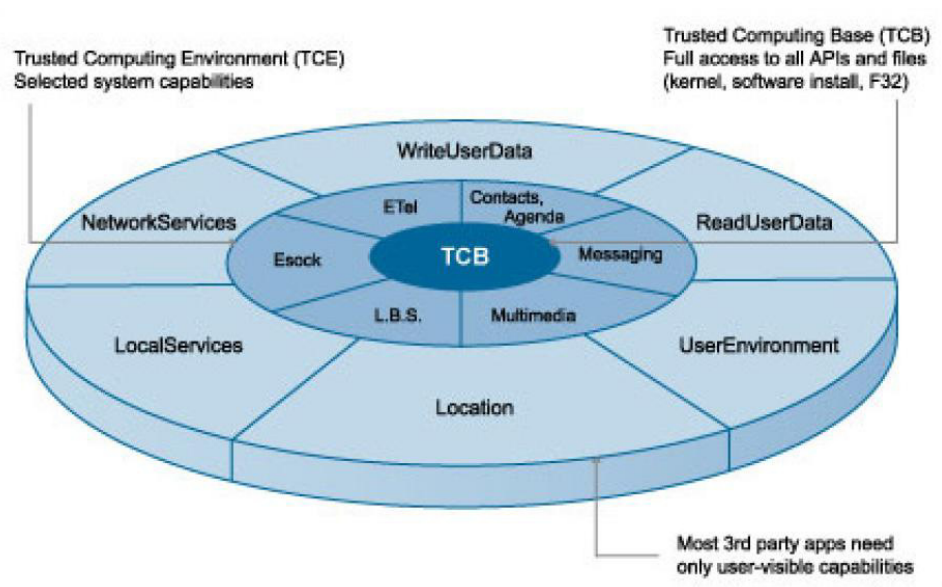 Trusted Computing Environment (TCE)
Selected system capabilities
Trusted Computing Base (TCB)
Full access to all APIs and files
(kernel, software install, F32)
WriteUserData
NetworkServices
ReadUserData
ETel
Contacts,
Agenda
Esock
TCB
Messaging
L.B.S.
Multimedia
LocalServices
UserEnvironment
Location
Most 3rd party apps need
only user-visible capabilities